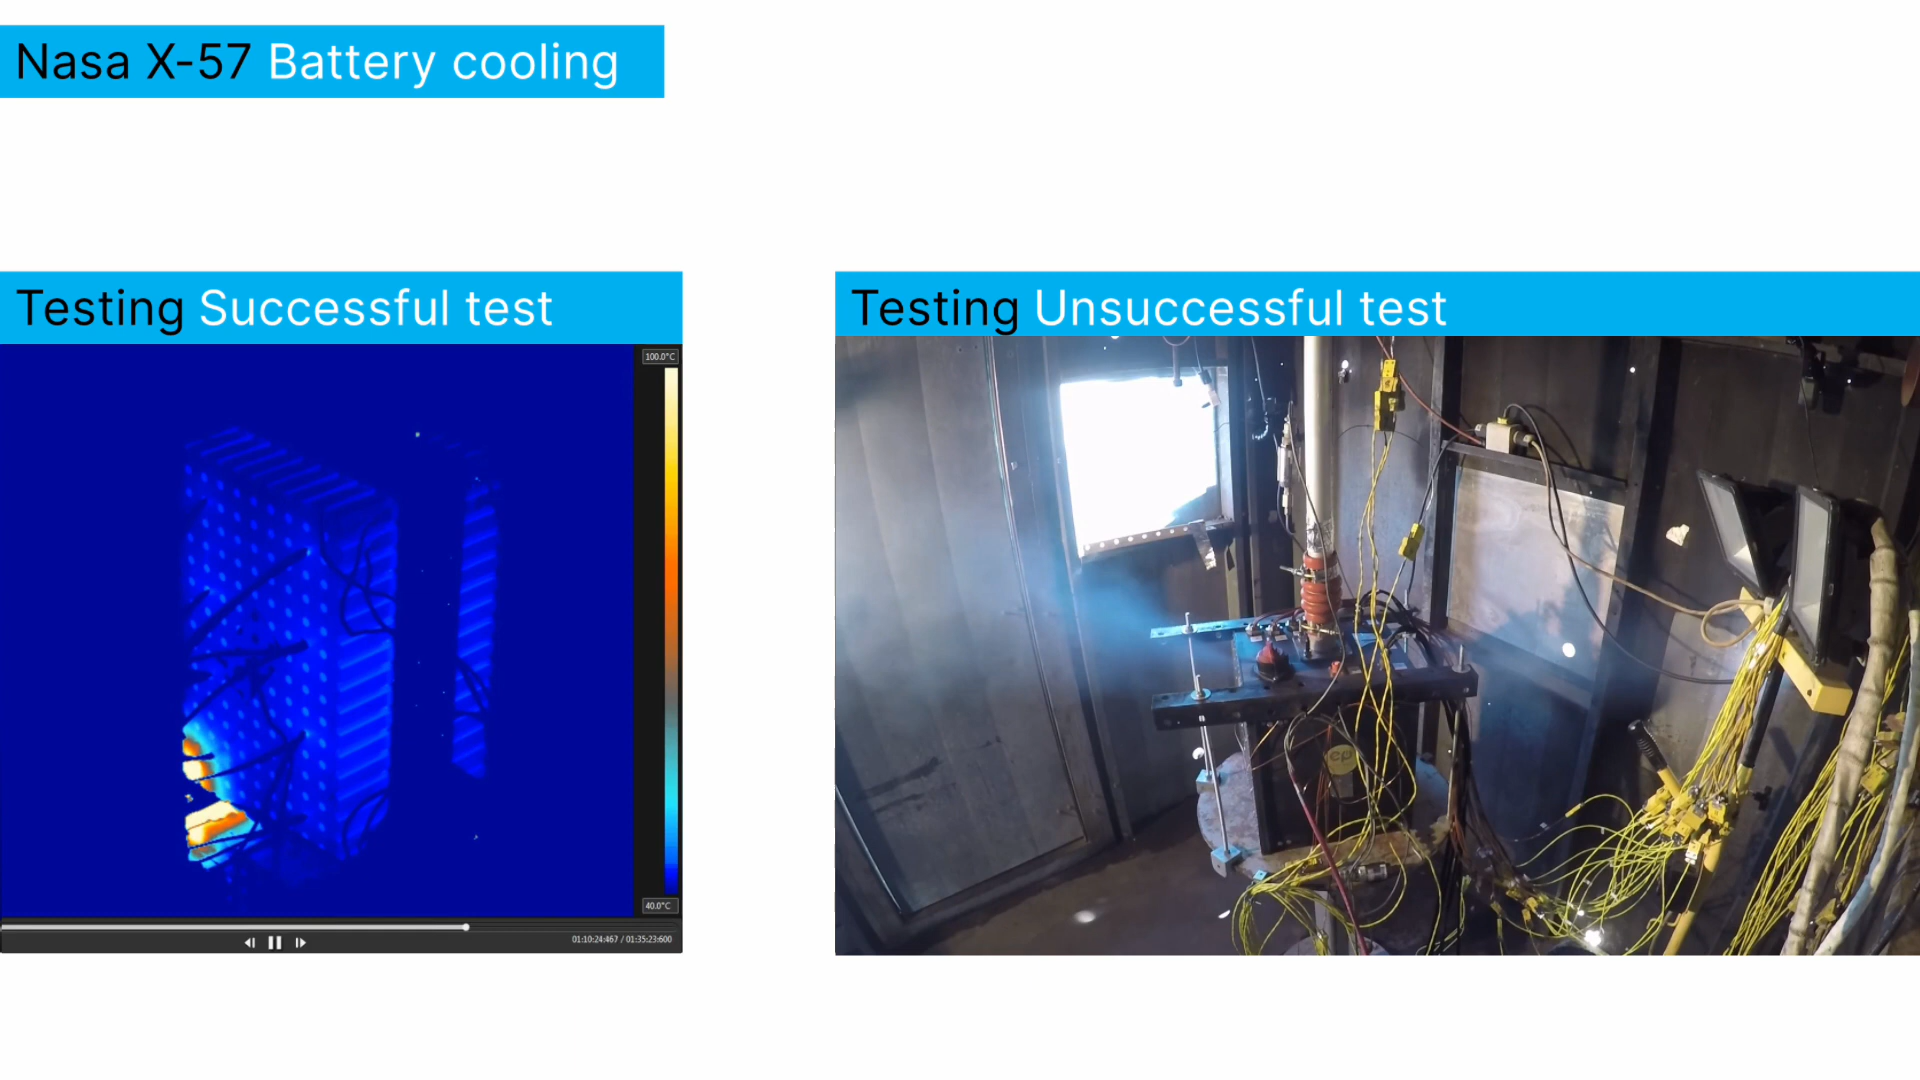 Nasa X-57 Battery cooling
Testing Successful test
Testing Unsuccessful test
100.0°C
40.0°C
01:10:24:467 / 01:35:23:600
ep